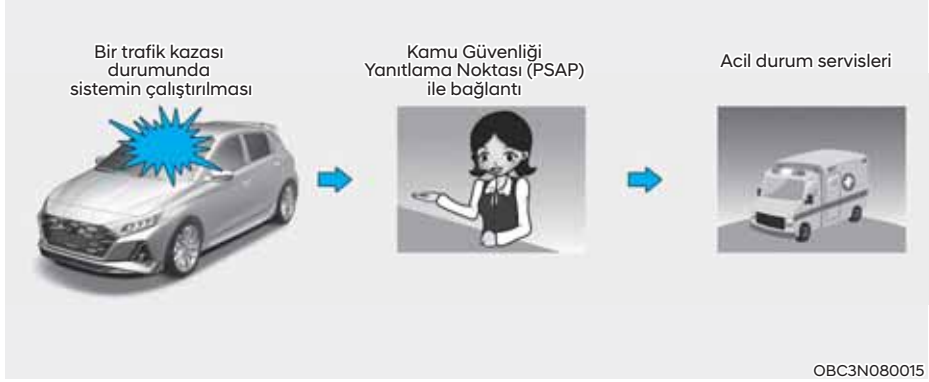 Bir trafik kazası
durumunda
sistemin çalıştırılması
Kamu Güvenliği
Yanıtlama Noktası (PSAP)
ile bağlantı
Acil durum servisleri
OBC3N080015